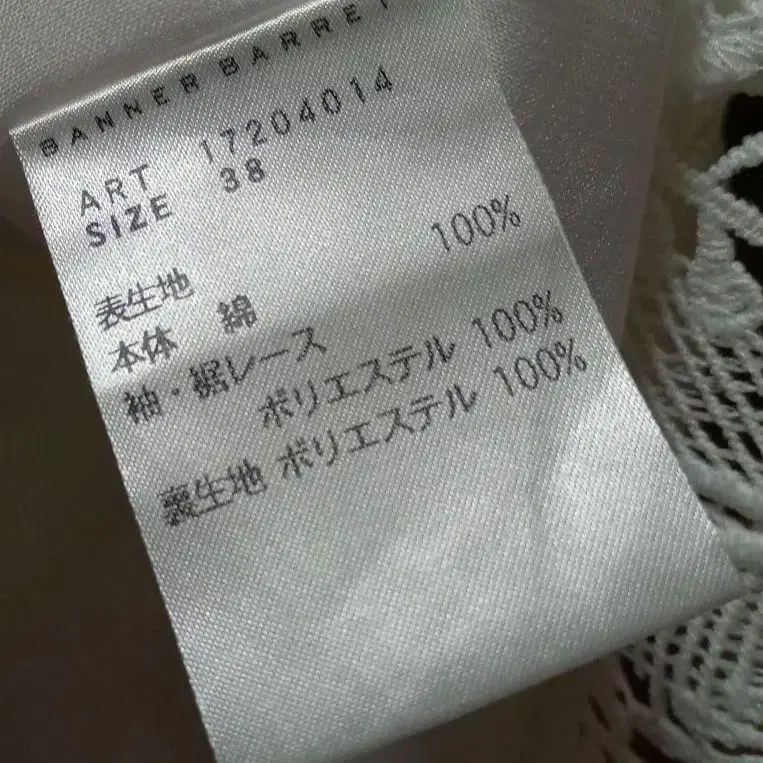 BANNER BARRET
ART 17204014
SIZE 38
表生地
本体 綿 100%
袖・裾レース
ポリエステル 100%
裏生地 ポリエステル 100%